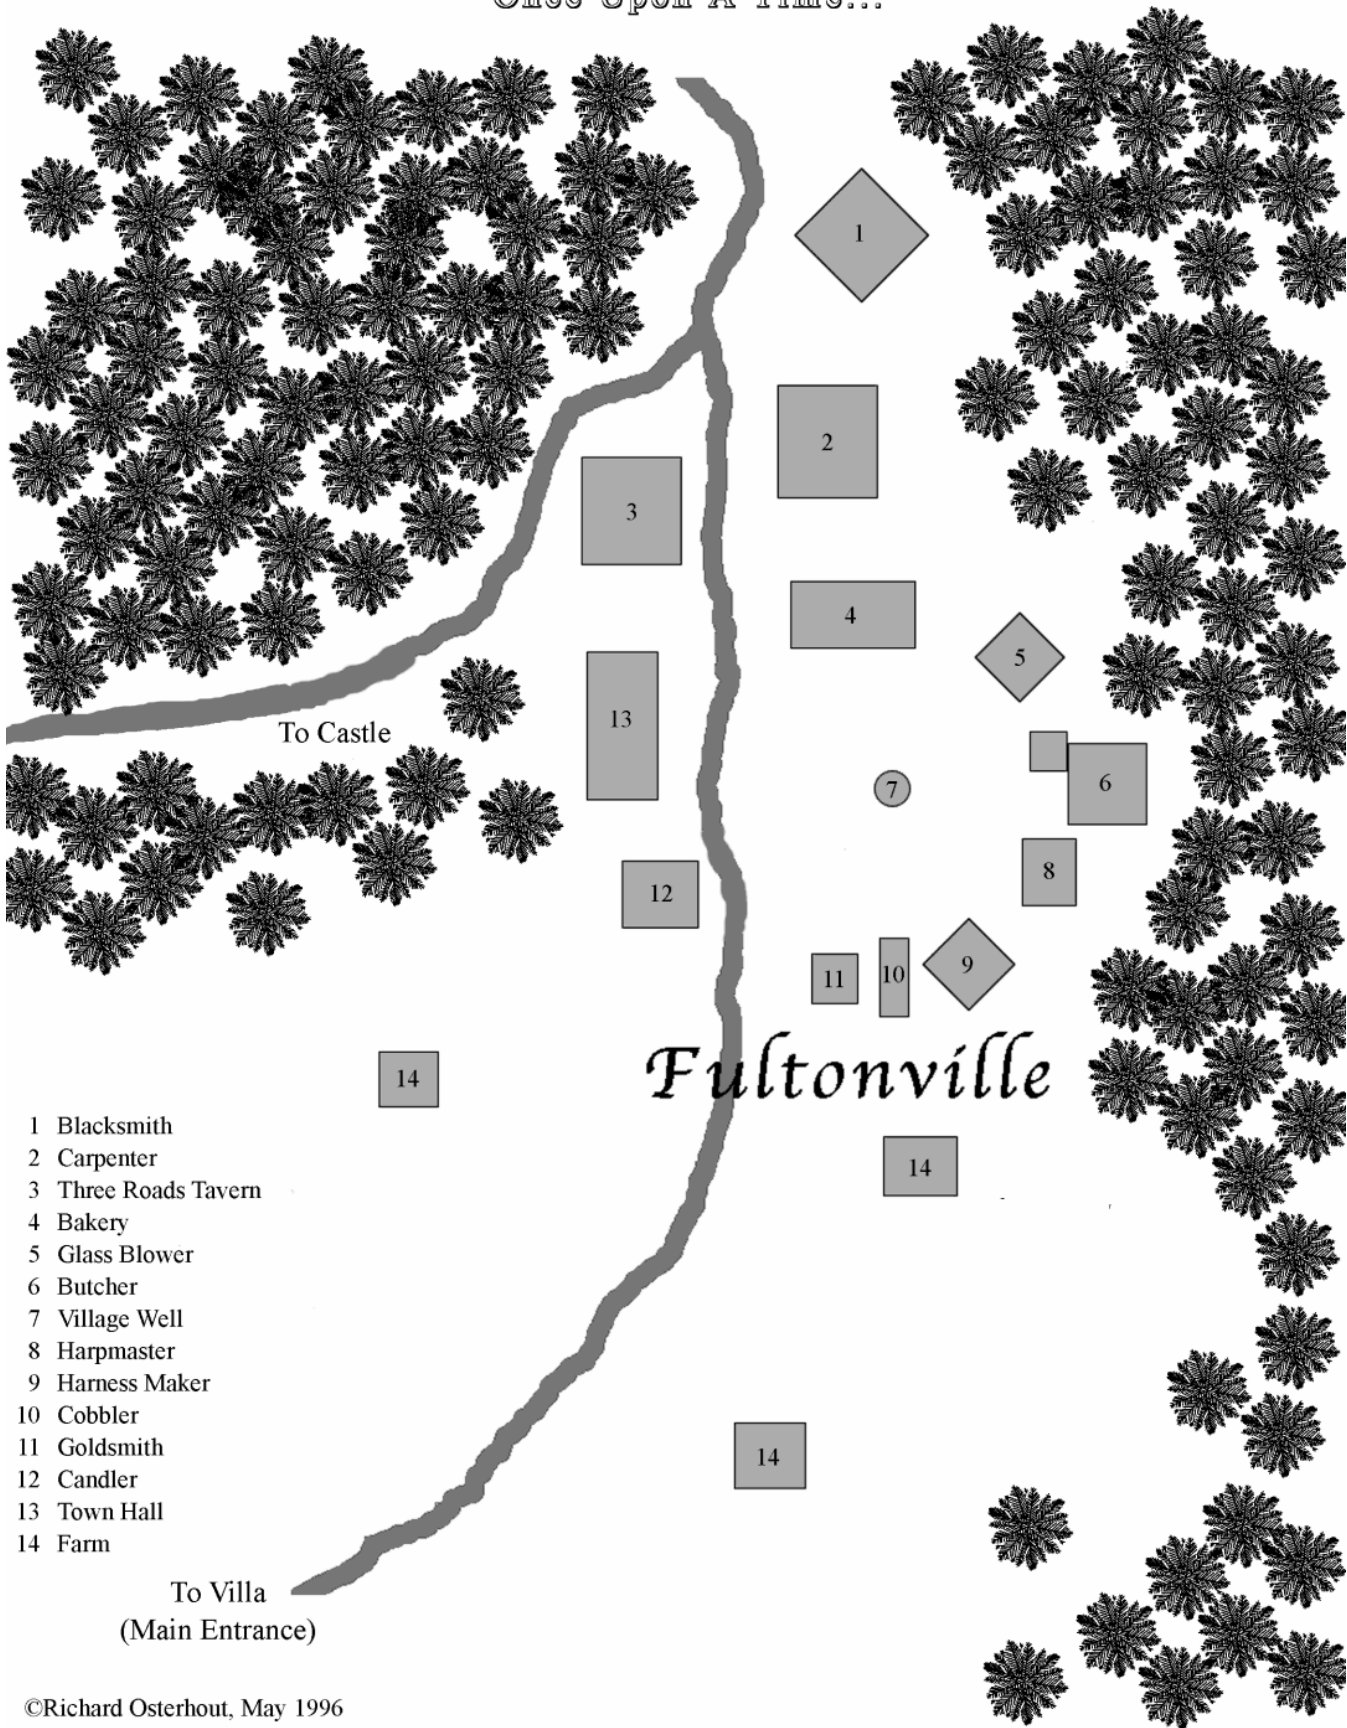 Once Upon A Time...
1
2
3
4
5
13
To Castle
6
7
8
12
9
10
11
Fultonville
14
14
1 Blacksmith
2 Carpenter
3 Three Roads Tavern
4 Bakery
5 Glass Blower
6 Butcher
7 Village Well
8 Harpmaster
9 Harness Maker
10 Cobbler
11 Goldsmith
12 Candler
13 Town Hall
14 Farm
14
To Villa
(Main Entrance)
©Richard Osterhout, May 1996